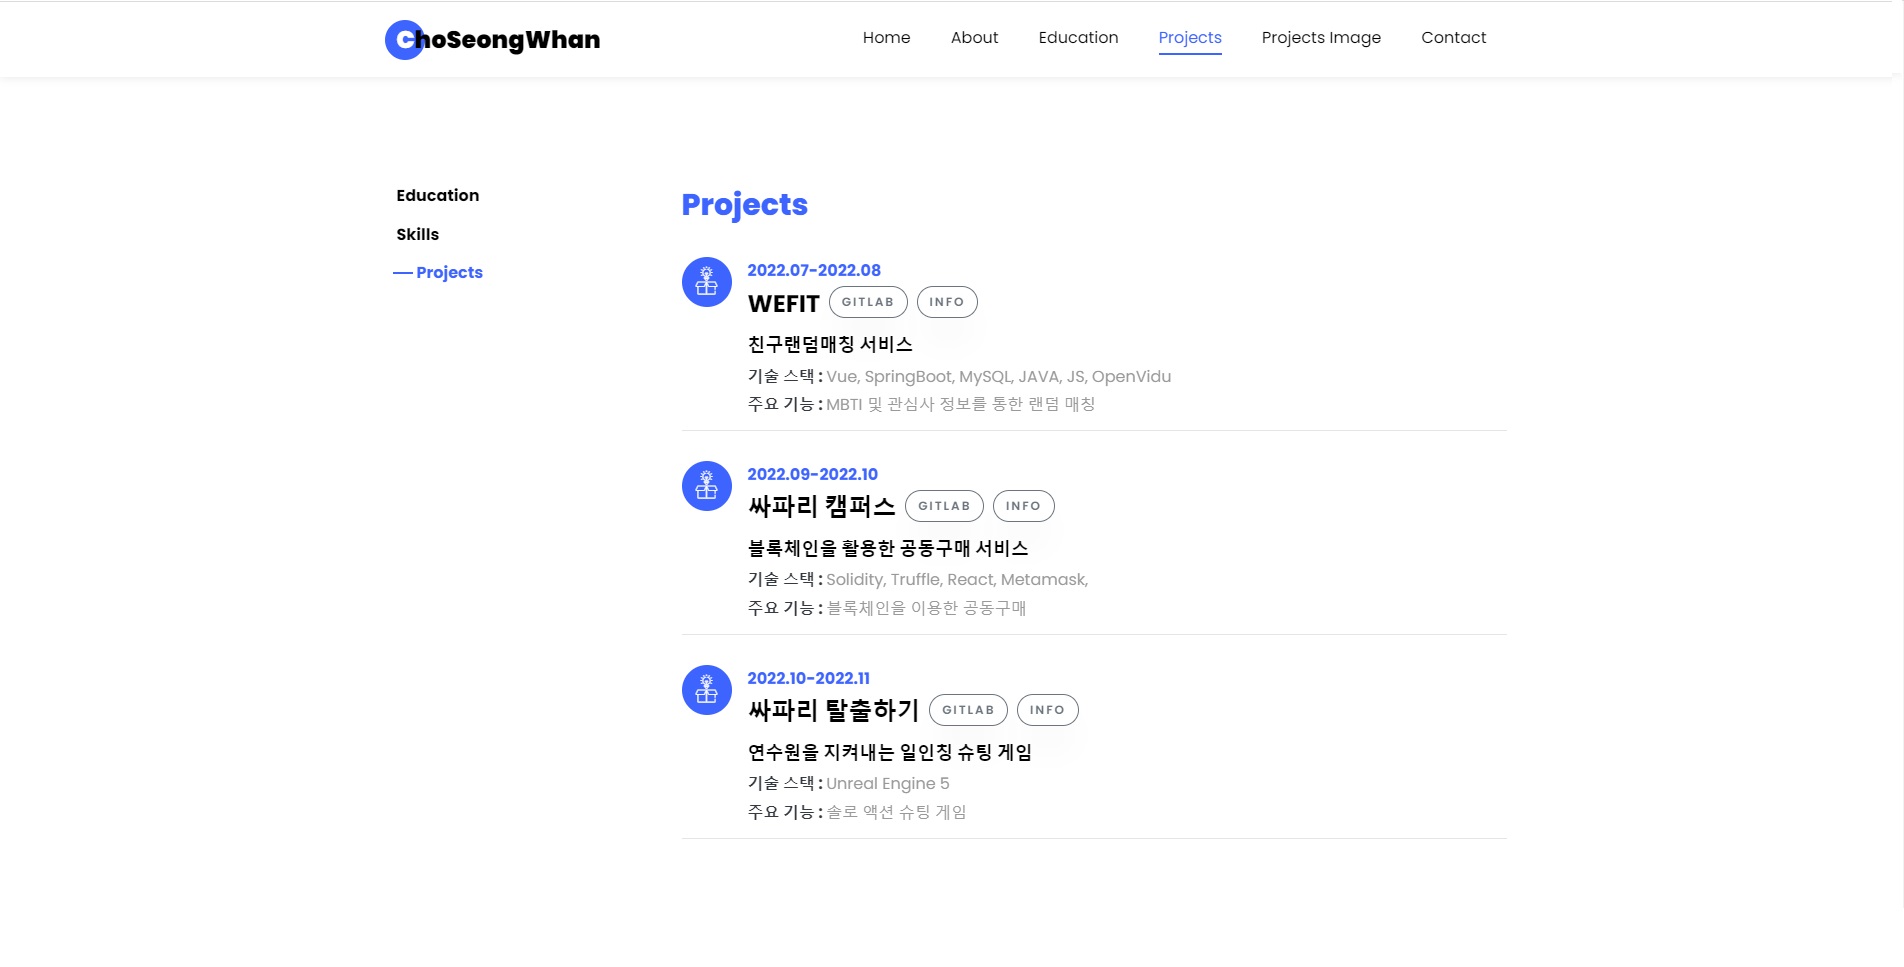 ChoSeongWhan
Home About Education Projects Projects Image Contact
Education
Skills
Projects
Projects
2022.07-2022.08
WEFIT GITLAB INFO
친구랜덤매칭 서비스
기술 스택 : Vue, SpringBoot, MySQL, JAVA, JS, OpenVidu
주요 기능 : MBTI 및 관심사 정보를 통한 랜덤 매칭
2022.09-2022.10
싸파리 캠퍼스 GITLAB INFO
블록체인을 활용한 공동구매 서비스
기술 스택 : Solidity, Truffle, React, Metamask,
주요 기능 : 블록체인을 이용한 공동구매
2022.10-2022.11
싸파리 탈출하기 GITLAB INFO
연수원을 지켜내는 일인칭 슈팅 게임
기술 스택 : Unreal Engine 5
주요 기능 : 솔로 액션 슈팅 게임